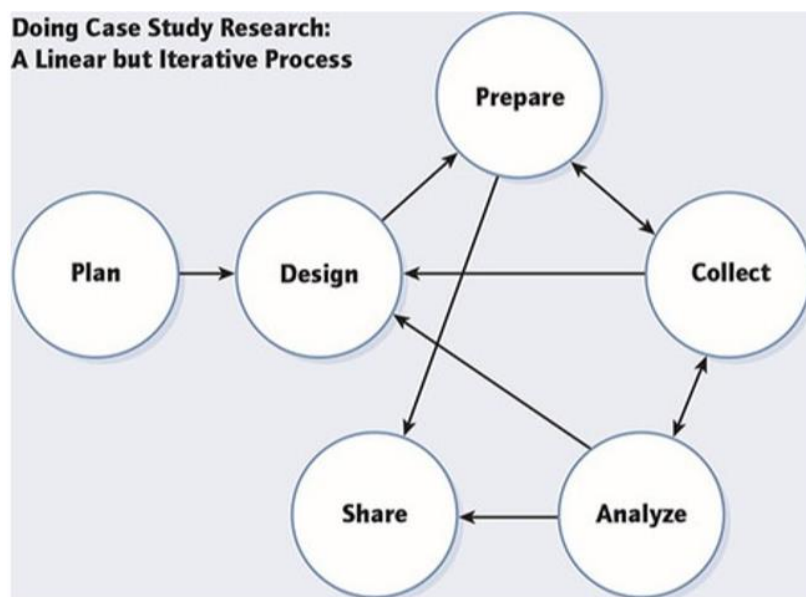 Doing Case Study Research:
A Linear but Iterative Process
Prepare
Plan
Design
Collect
Share
Analyze